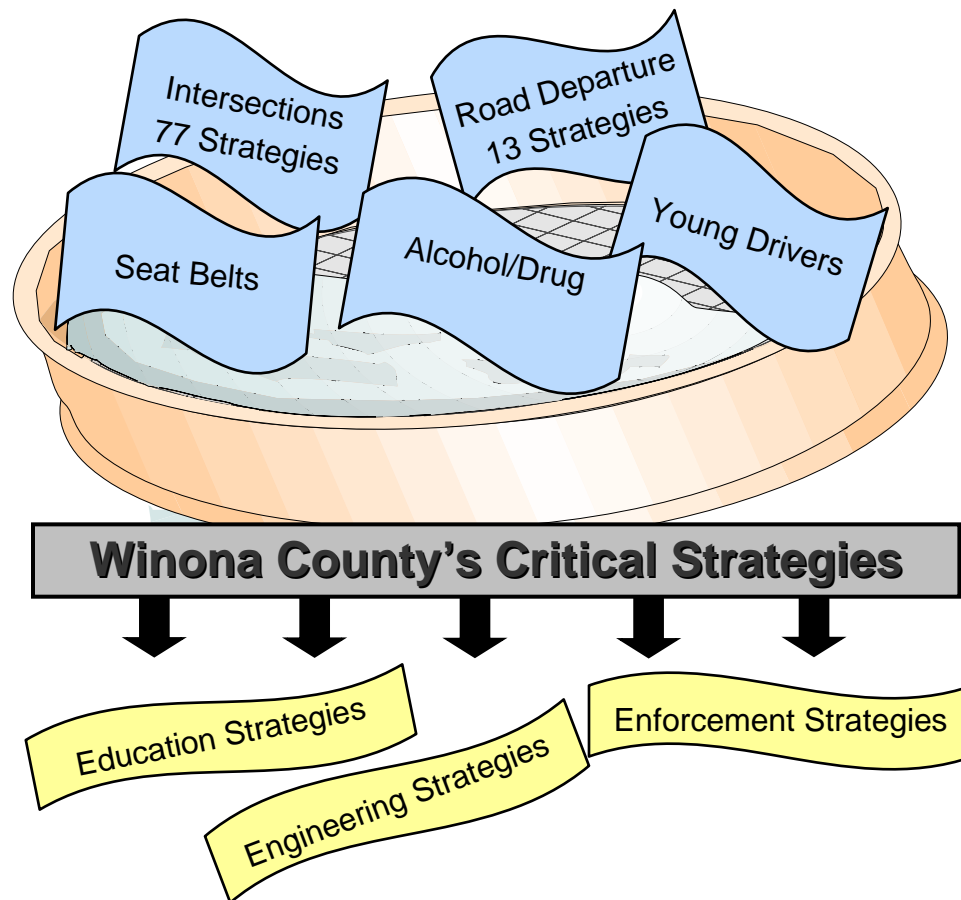 Intersections
77 Strategies
Road Departure
13 Strategies
Seat Belts
Alcohol/Drug
Young Drivers
Winona County's Critical Strategies
Education Strategies
Engineering Strategies
Enforcement Strategies